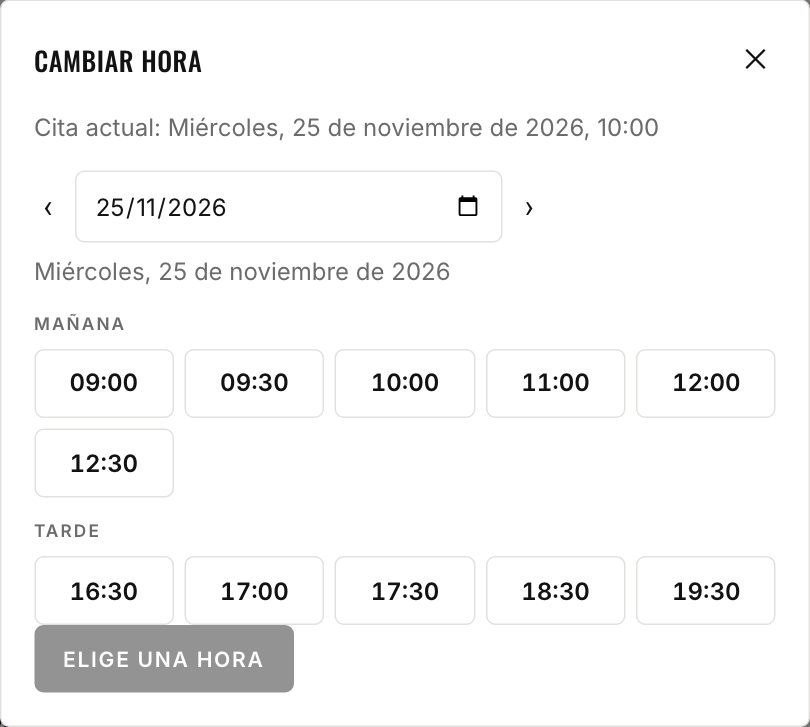 CAMBIAR HORA
Cita actual: Miércoles, 25 de noviembre de 2026, 10:00
‹ 25/11/2026 ›
Miércoles, 25 de noviembre de 2026
MAÑANA
09:00 09:30 10:00 11:00 12:00
12:30
TARDE
16:30 17:00 17:30 18:30 19:30
ELIGE UNA HORA